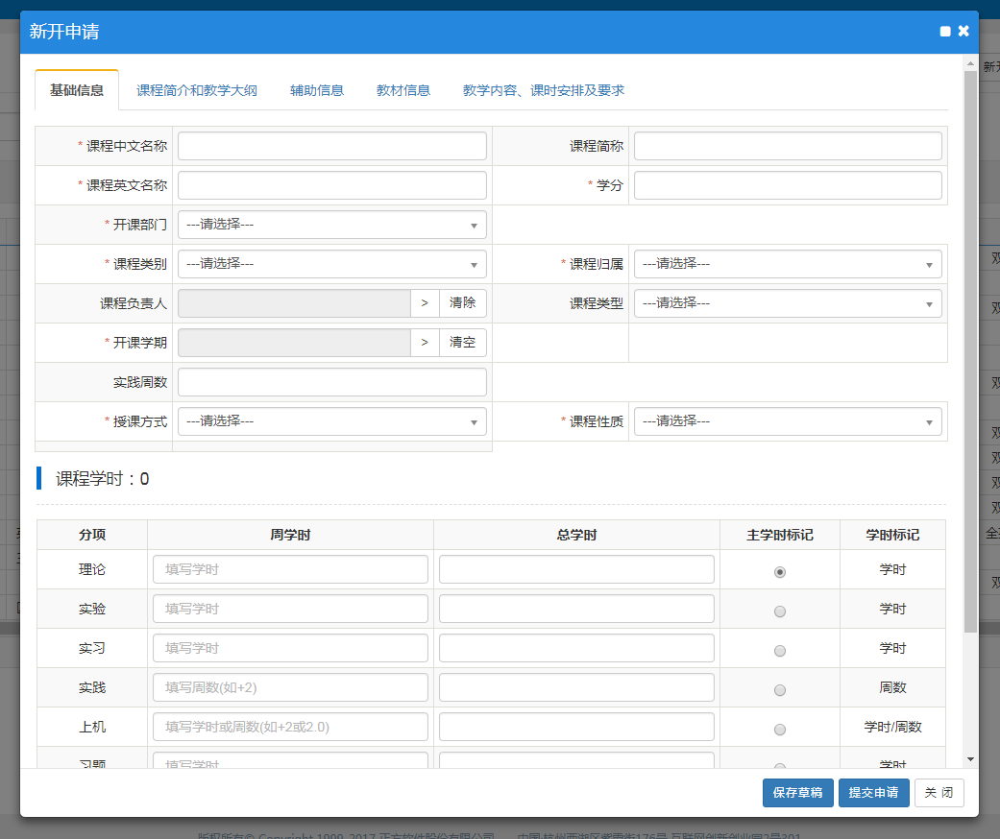 新开申请
基础信息 课程简介和教学大纲 辅助信息 教材信息 教学内容、课时安排及要求
* 课程中文名称 课程简称
* 课程英文名称 * 学分
* 开课部门 ---请选择---
* 课程类别 ---请选择--- * 课程归属 ---请选择---
课程负责人 > 清除 课程类型 ---请选择---
* 开课学期 > 清空
实践周数
* 授课方式 ---请选择--- * 课程性质 ---请选择---
课程学时：0
分项 周学时 总学时 主学时标记 学时标记
理论 填写学时 学时
实验 填写学时 学时
实习 填写学时 学时
实践 填写周数(如+2) 周数
上机 填写学时或周数(如+2或2.0) 学时/周数
习题 填写学时 学时
保存草稿 提交申请 关 闭
版权所有© Copyright 1999-2017 正方软件股份有限公司 中国·杭州西湖区紫霞街176号 互联网创新创业园2号301